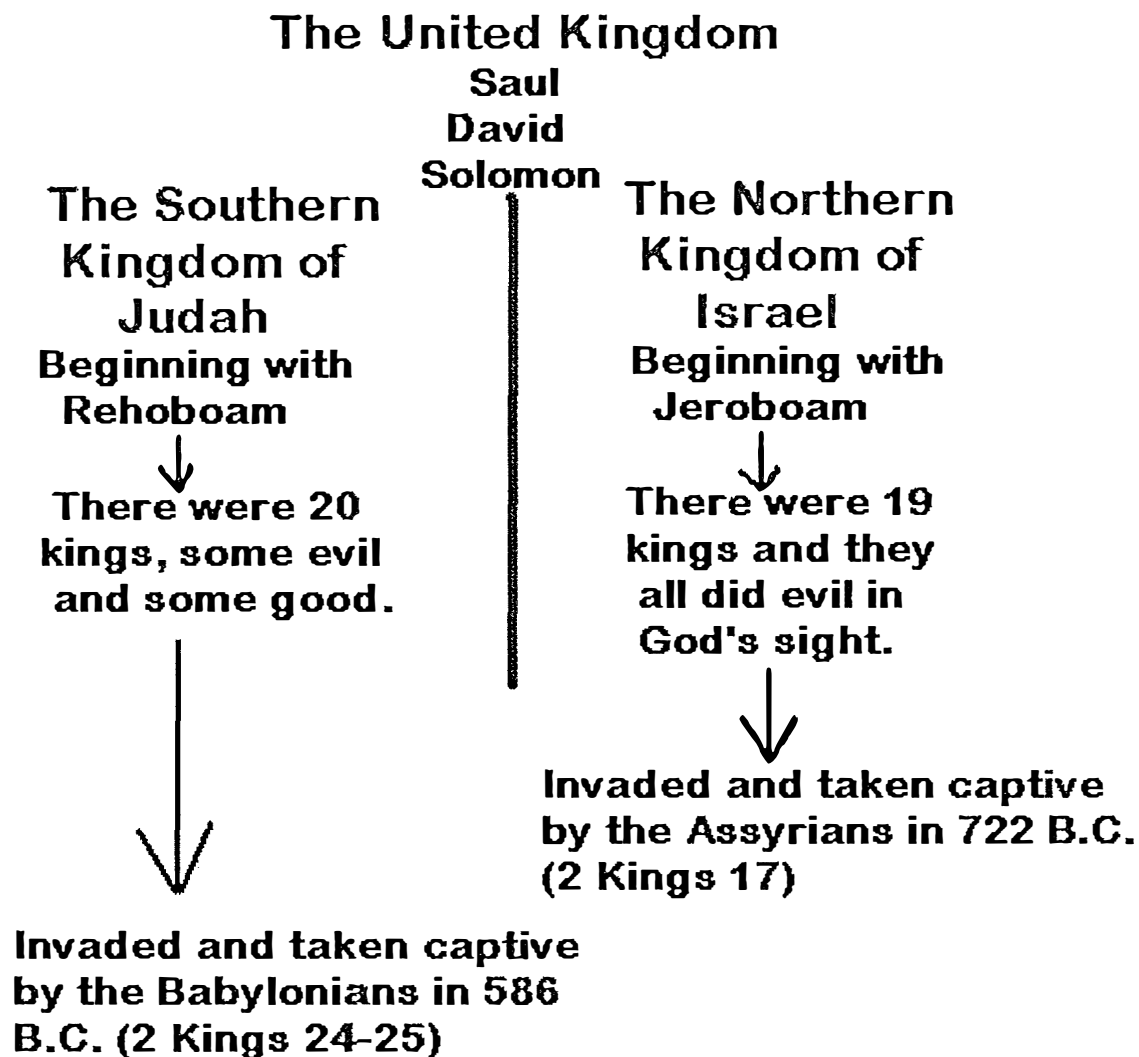 The United Kingdom
Saul
David
Solomon
The Southern
Kingdom of
Judah
Beginning with
Rehoboam
There were 20
kings, some evil
and some good.
Invaded and taken captive
by the Babylonians in 586
B.C. (2 Kings 24-25)
The Northern
Kingdom of
Israel
Beginning with
Jeroboam
There were 19
kings and they
all did evil in
God's sight.
Invaded and taken captive
by the Assyrians in 722 B.C.
(2 Kings 17)